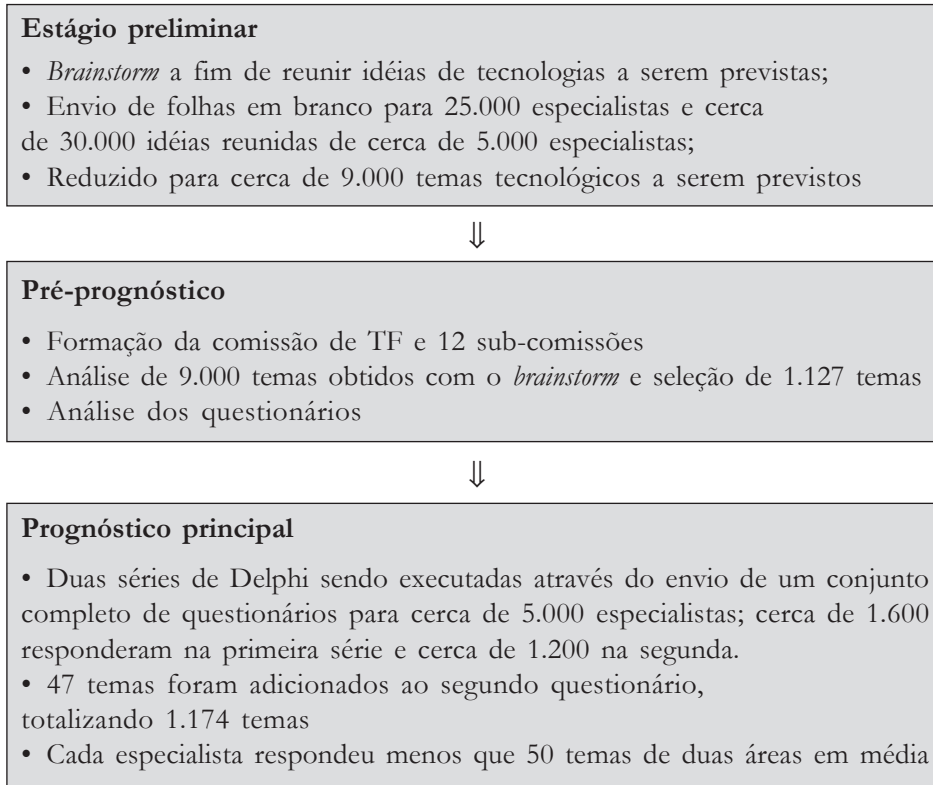 Estágio preliminar
• Brainstorm a fim de reunir idéias de tecnologias a serem previstas;
• Envio de folhas em branco para 25.000 especialistas e cerca
de 30.000 idéias reunidas de cerca de 5.000 especialistas;
• Reduzido para cerca de 9.000 temas tecnológicos a serem previstos
⇓
Pré-prognóstico
• Formação da comissão de TF e 12 sub-comissões
• Análise de 9.000 temas obtidos com o brainstorm e seleção de 1.127 temas
• Análise dos questionários
⇓
Prognóstico principal
• Duas séries de Delphi sendo executadas através do envio de um conjunto
completo de questionários para cerca de 5.000 especialistas; cerca de 1.600
responderam na primeira série e cerca de 1.200 na segunda.
• 47 temas foram adicionados ao segundo questionário,
totalizando 1.174 temas
• Cada especialista respondeu menos que 50 temas de duas áreas em média